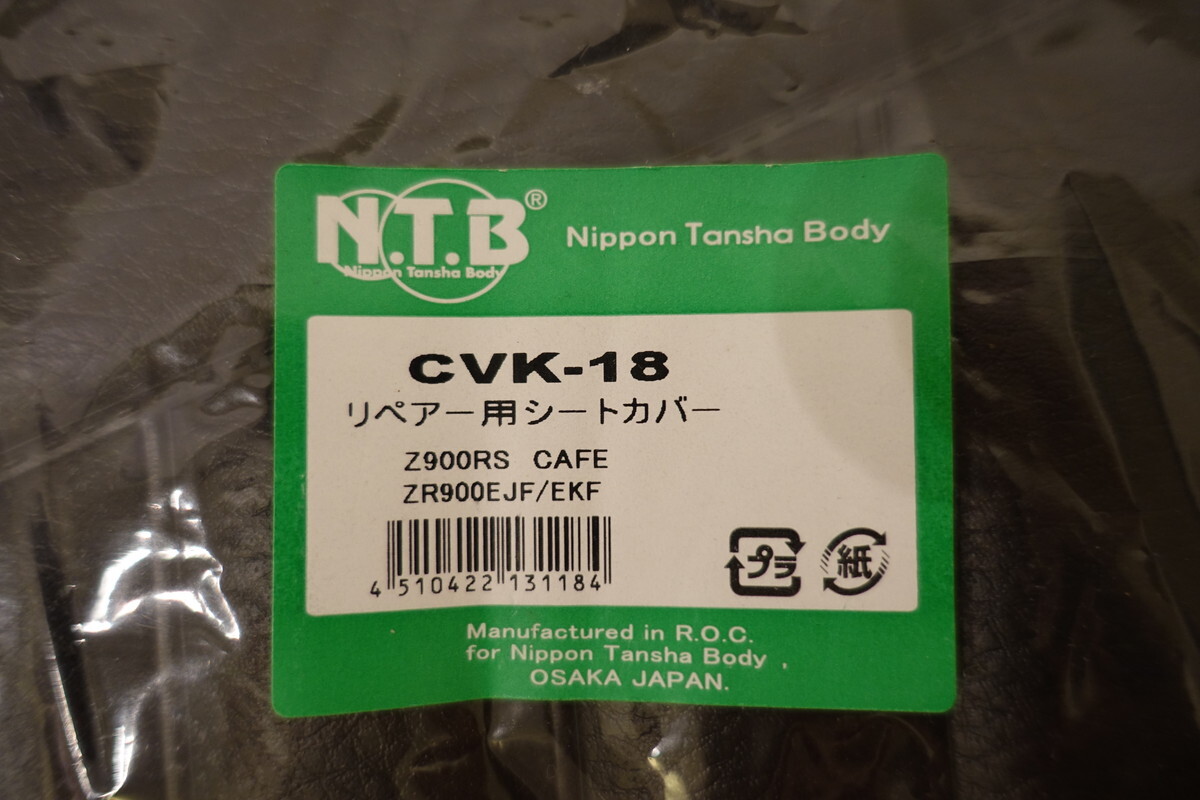 N.T.B®
Nippon Tansha Body
Nippon Tansha Body
CVK-18
リペアー用シートカバー
Z900RS CAFE
ZR900EJF/EKF
4 510422 131184
プラ
紙
Manufactured in R.O.C.
for Nippon Tansha Body ,
OSAKA JAPAN.